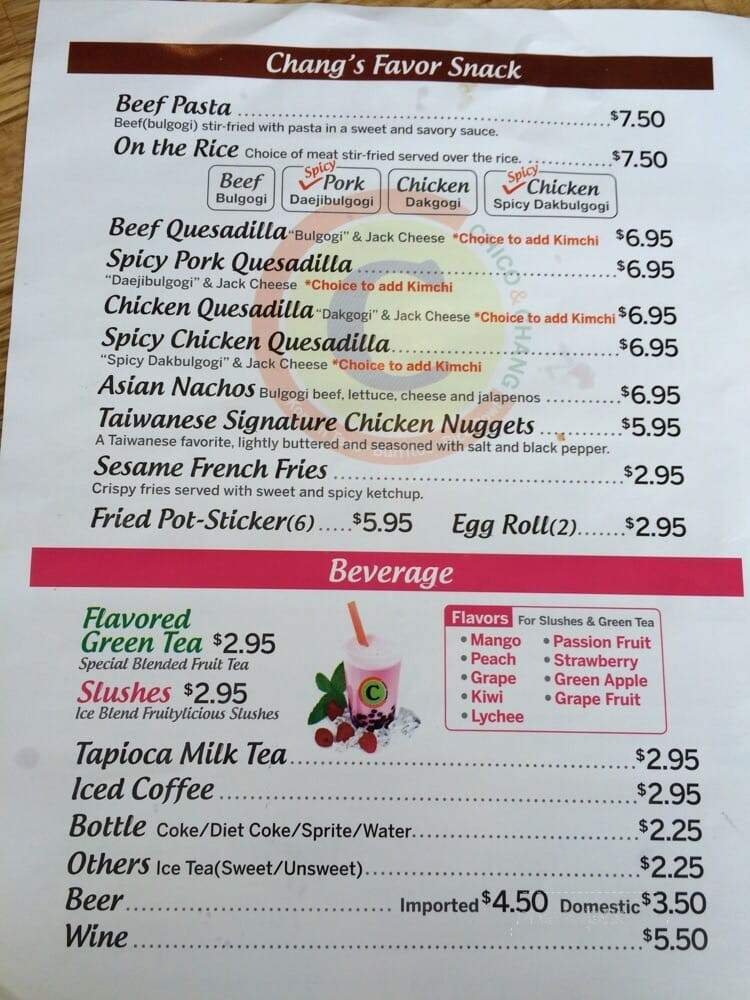 Chang's Favor Snack
Beef Pasta ........ $7.50
Beef(bulgogi) stir-fried with pasta in a sweet and savory sauce.
On the Rice Choice of meat stir-fried served over the rice. ........ $7.50
Beef Bulgogi
Spicy Pork Daejibulgogi
Chicken Dakgogi
Spicy Chicken Spicy Dakbulgogi
Beef Quesadilla "Bulgogi" & Jack Cheese *Choice to add Kimchi $6.95
Spicy Pork Quesadilla ........ $6.95
"Daejibulgogi" & Jack Cheese *Choice to add Kimchi
Chicken Quesadilla "Dakgogi" & Jack Cheese *Choice to add Kimchi $6.95
Spicy Chicken Quesadilla ........ $6.95
"Spicy Dakbulgogi" & Jack Cheese *Choice to add Kimchi
Asian Nachos Bulgogi beef, lettuce, cheese and jalapenos ........ $6.95
Taiwanese Signature Chicken Nuggets ........ $5.95
A Taiwanese favorite, lightly buttered and seasoned with salt and black pepper.
Sesame French Fries ........ $2.95
Crispy fries served with sweet and spicy ketchup.
Fried Pot-Sticker(6) ..... $5.95 Egg Roll(2)....... $2.95
CHICO & CHANG
C
Beverage
Flavored
Green Tea $2.95
Special Blended Fruit Tea
Slushes $2.95
Ice Blend Fruitylicious Slushes
C
Flavors For Slushes & Green Tea
• Mango • Passion Fruit
• Peach • Strawberry
• Grape • Green Apple
• Kiwi • Grape Fruit
• Lychee
Tapioca Milk Tea ........ $2.95
Iced Coffee ........ $2.95
Bottle Coke/Diet Coke/Sprite/Water ........ $2.25
Others Ice Tea(Sweet/Unsweet) ........ $2.25
Beer ........ Imported $4.50 Domestic $3.50
Wine ........ $5.50